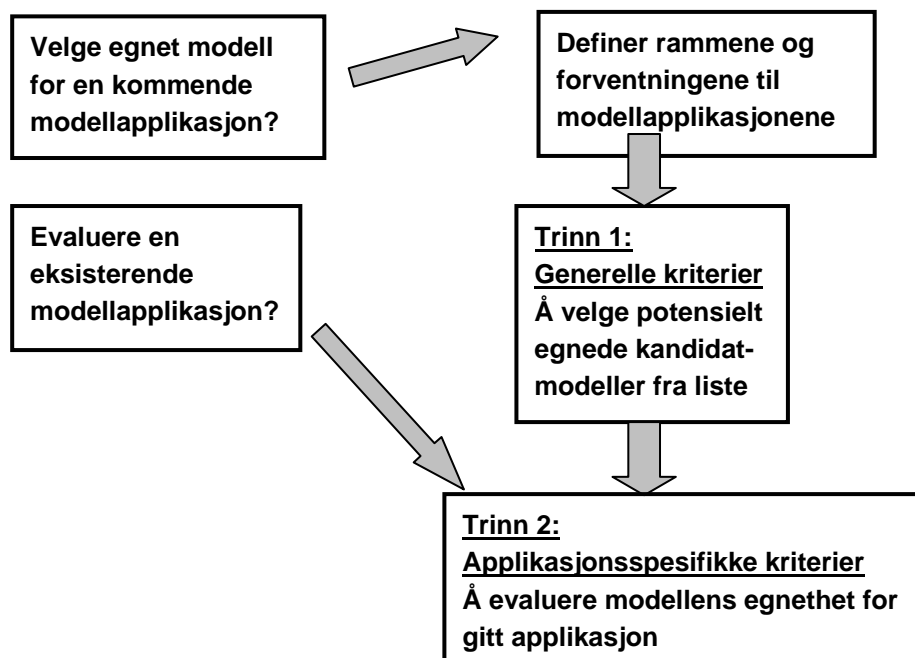 Velge egnet modell
for en kommende
modellapplikasjon?
Definer rammene og
forventningene til
modellapplikasjonene
Evaluere en
eksisterende
modellapplikasjon?
Trinn 1:
Generelle kriterier
Å velge potensielt
egnede kandidat-
modeller fra liste
Trinn 2:
Applikasjonsspesifikke kriterier
Å evaluere modellens egnethet for
gitt applikasjon